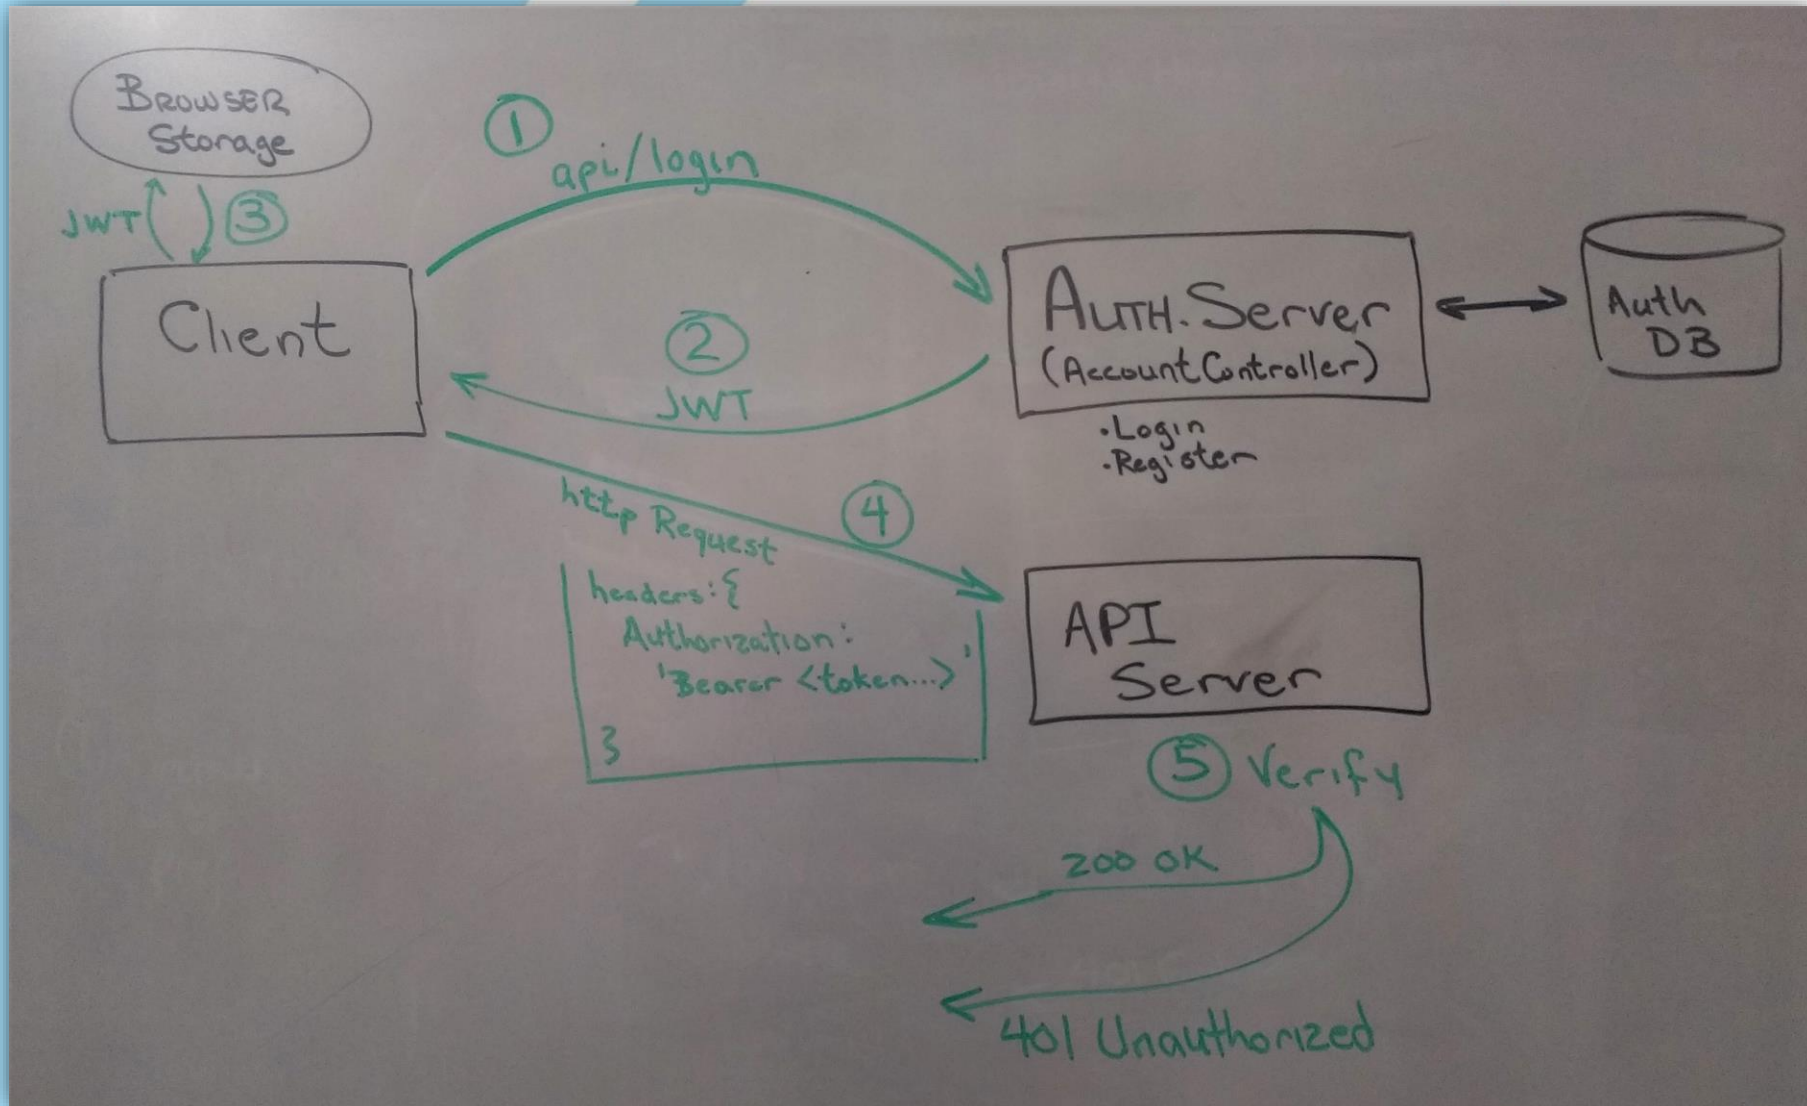 BROWSER
Storage
JWT
3
1
api/login
Client
2
JWT
AUTH. Server
(AccountController)
•Login
•Register
Auth
DB
http Request
4
headers:{
Authorization:
'Bearer <token...>'
}
API
Server
5 Verify
200 OK
401 Unauthorized